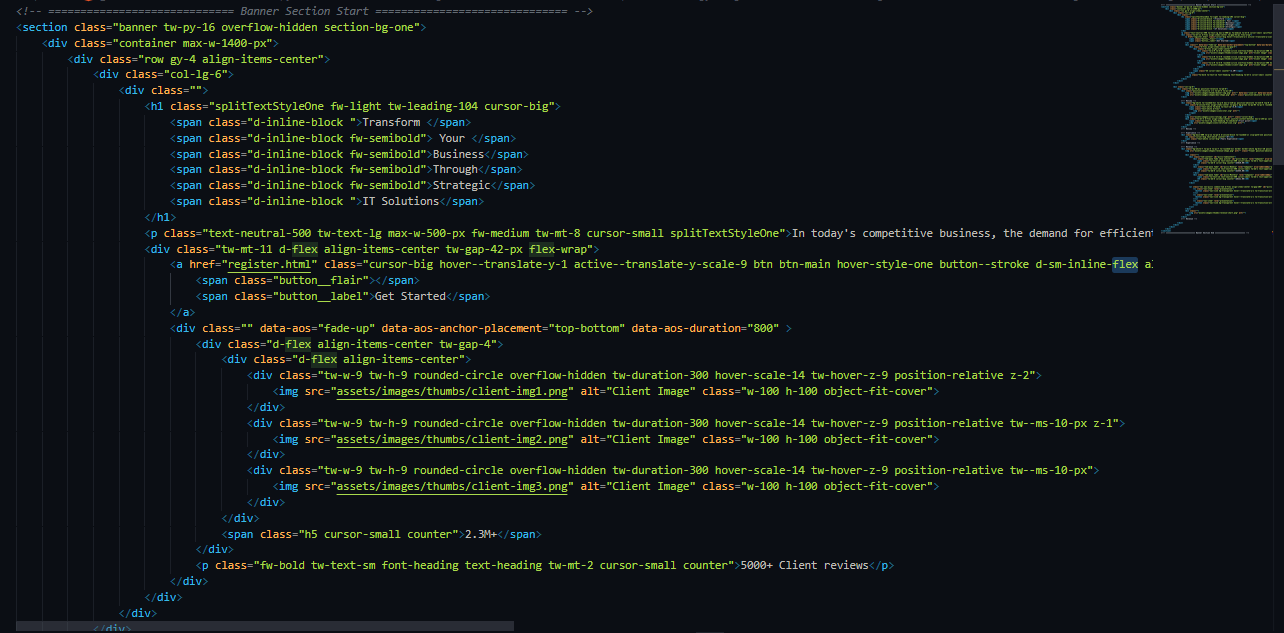 <!-- ============================= Banner Section Start ============================== -->
<section class="banner tw-py-16 overflow-hidden section-bg-one">
<div class="container max-w-1400-px">
<div class="row gy-4 align-items-center">
<div class="col-lg-6">
<div class="">
<h1 class="splitTextStyleOne fw-light tw-leading-104 cursor-big">
<span class="d-inline-block ">Transform </span>
<span class="d-inline-block fw-semibold"> Your </span>
<span class="d-inline-block fw-semibold">Business</span>
<span class="d-inline-block fw-semibold">Through</span>
<span class="d-inline-block fw-semibold">Strategic</span>
<span class="d-inline-block ">IT Solutions</span>
</h1>
<p class="text-neutral-500 tw-text-lg max-w-500-px fw-medium tw-mt-8 cursor-small splitTextStyleOne">In today's competitive business, the demand for efficient
<div class="tw-mt-11 d-flex align-items-center tw-gap-42-px flex-wrap">
<a href="register.html" class="cursor-big hover--translate-y-1 active--translate-y-scale-9 btn btn-main hover-style-one button--stroke d-sm-inline-flex al
<span class="button__flair"></span>
<span class="button__label">Get Started</span>
</a>
<div class="" data-aos="fade-up" data-aos-anchor-placement="top-bottom" data-aos-duration="800" >
<div class="d-flex align-items-center tw-gap-4">
<div class="d-flex align-items-center">
<div class="tw-w-9 tw-h-9 rounded-circle overflow-hidden tw-duration-300 hover-scale-14 tw-hover-z-9 position-relative z-2">
<img src="assets/images/thumbs/client-img1.png" alt="Client Image" class="w-100 h-100 object-fit-cover">
</div>
<div class="tw-w-9 tw-h-9 rounded-circle overflow-hidden tw-duration-300 hover-scale-14 tw-hover-z-9 position-relative tw--ms-10-px z-1">
<img src="assets/images/thumbs/client-img2.png" alt="Client Image" class="w-100 h-100 object-fit-cover">
</div>
<div class="tw-w-9 tw-h-9 rounded-circle overflow-hidden tw-duration-300 hover-scale-14 tw-hover-z-9 position-relative tw--ms-10-px">
<img src="assets/images/thumbs/client-img3.png" alt="Client Image" class="w-100 h-100 object-fit-cover">
</div>
</div>
<span class="h5 cursor-small counter">2.3M+</span>
</div>
<p class="fw-bold tw-text-sm font-heading text-heading tw-mt-2 cursor-small counter">5000+ Client reviews</p>
</div>
</div>
</div>
</div>